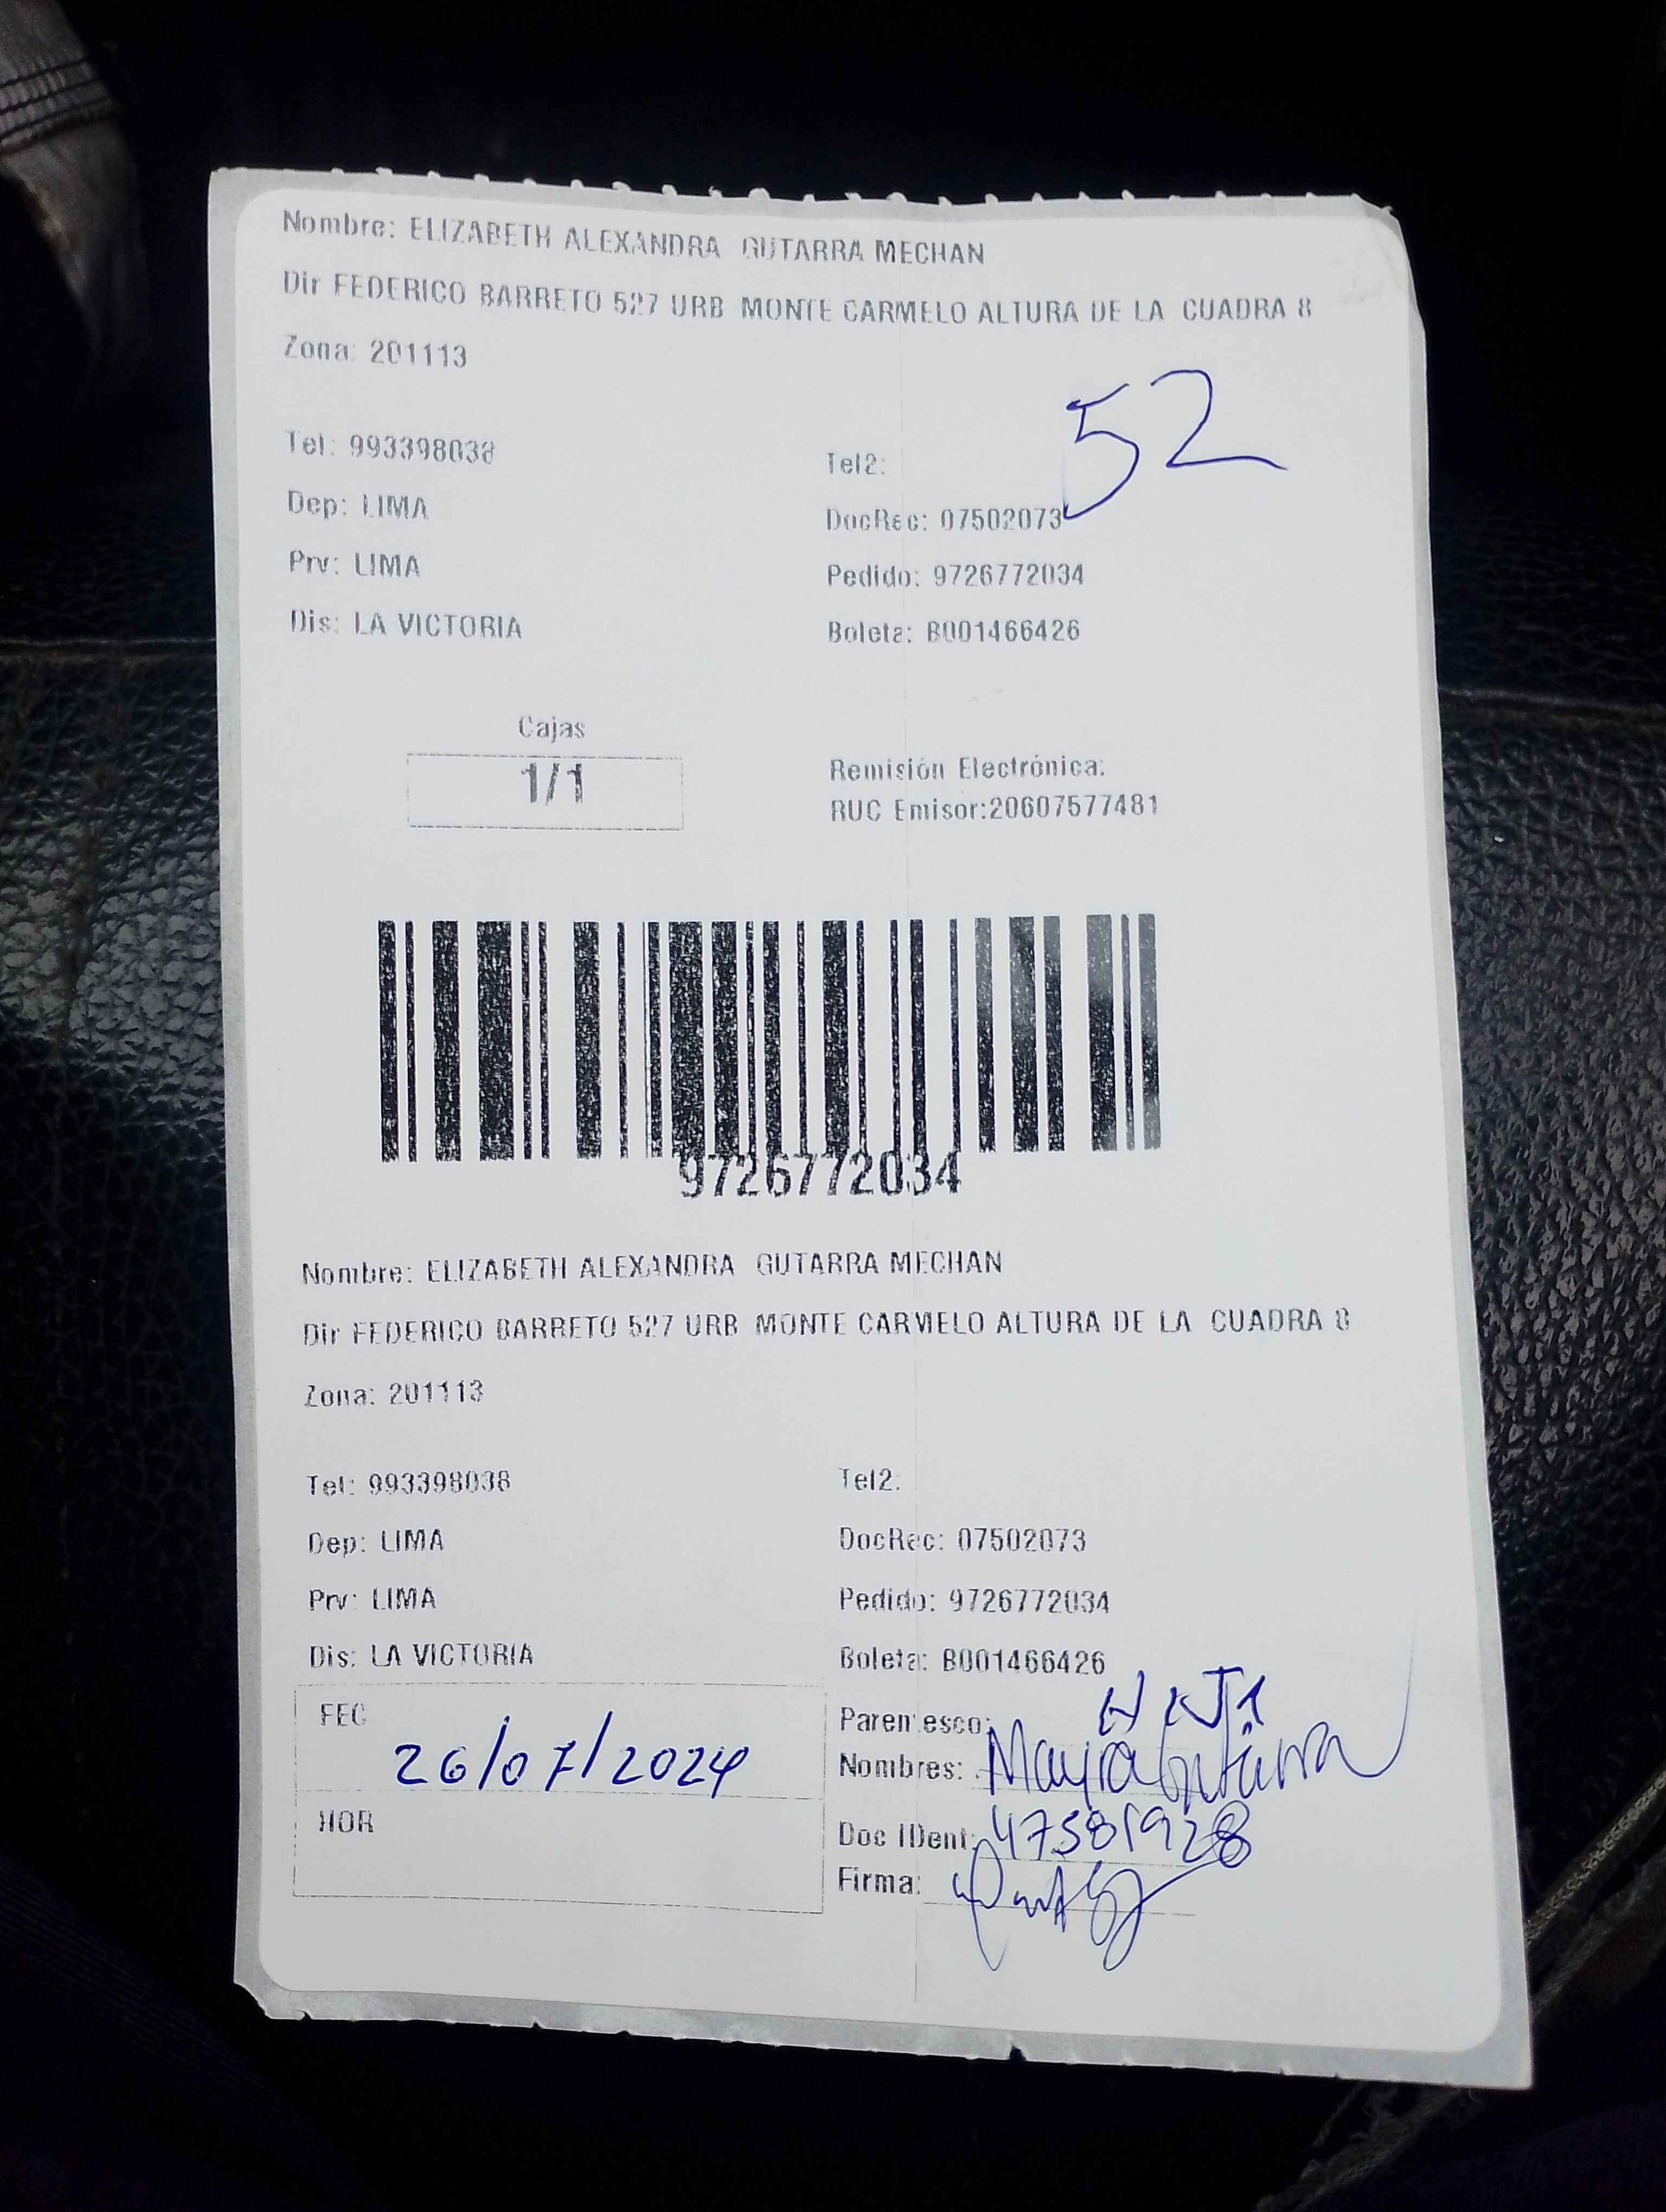 Nombre: ELIZABETH ALEXANDRA GUTARRA MECHAN
Dir FEDERICO BARRETO 527 URB MONTE CARMELO ALTURA DE LA CUADRA 8
Zona: 201113
52
Tel: 993398038 Tel2:
Dep: LIMA DocRec: 07502073
Prv: LIMA Pedido: 9726772034
Dis: LA VICTORIA Boleta: B001466426
Cajas
1/1
Remisión Electrónica:
RUC Emisor:20607577481
9726772034
Nombre: ELIZABETH ALEXANDRA GUTARRA MECHAN
Dir FEDERICO BARRETO 527 URB MONTE CARMELO ALTURA DE LA CUADRA 8
Zona: 201113
Tel: 993398038 Tel2:
Dep: LIMA DocRec: 07502073
Prv: LIMA Pedido: 9726772034
Dis: LA VICTORIA Boleta: B001466426
FEC 26/07/2024
HOR
Parentesco:
Nombres: Mayra Gutarra
Doc IDent: 47581928
Firma: